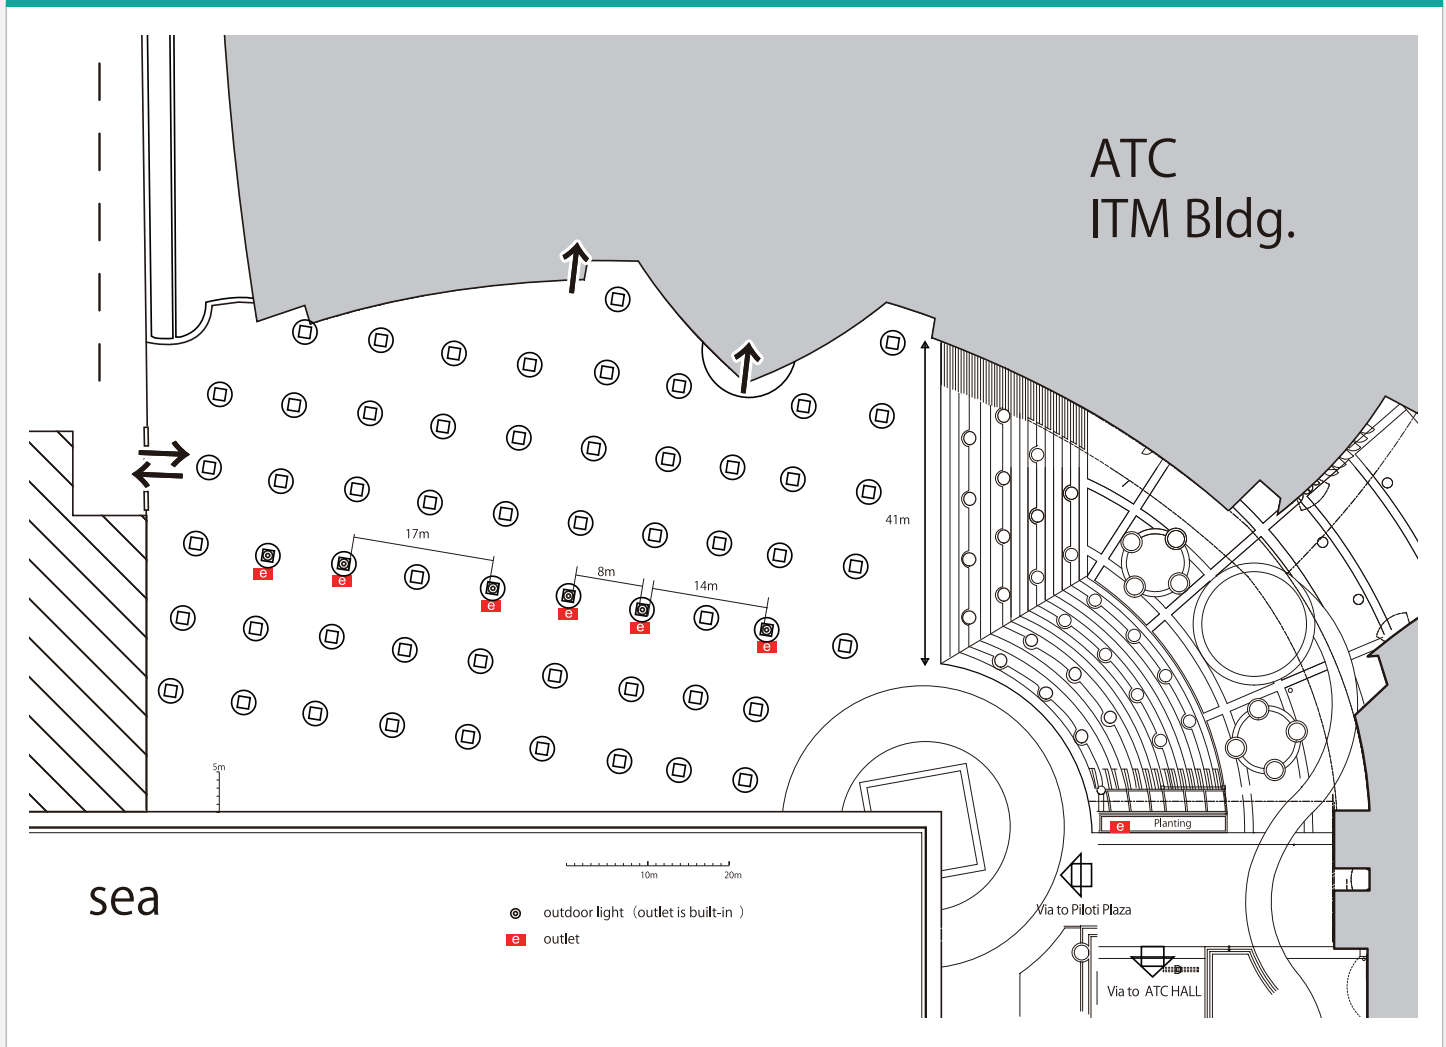 ATC
ITM Bldg.
41m
17m
8m
14m
e
e
e
e
e
e
5m
e
Planting
10m
20m
sea
Via to Piloti Plaza
outdoor light（outlet is built-in ）
e
outlet
Via to ATC HALL